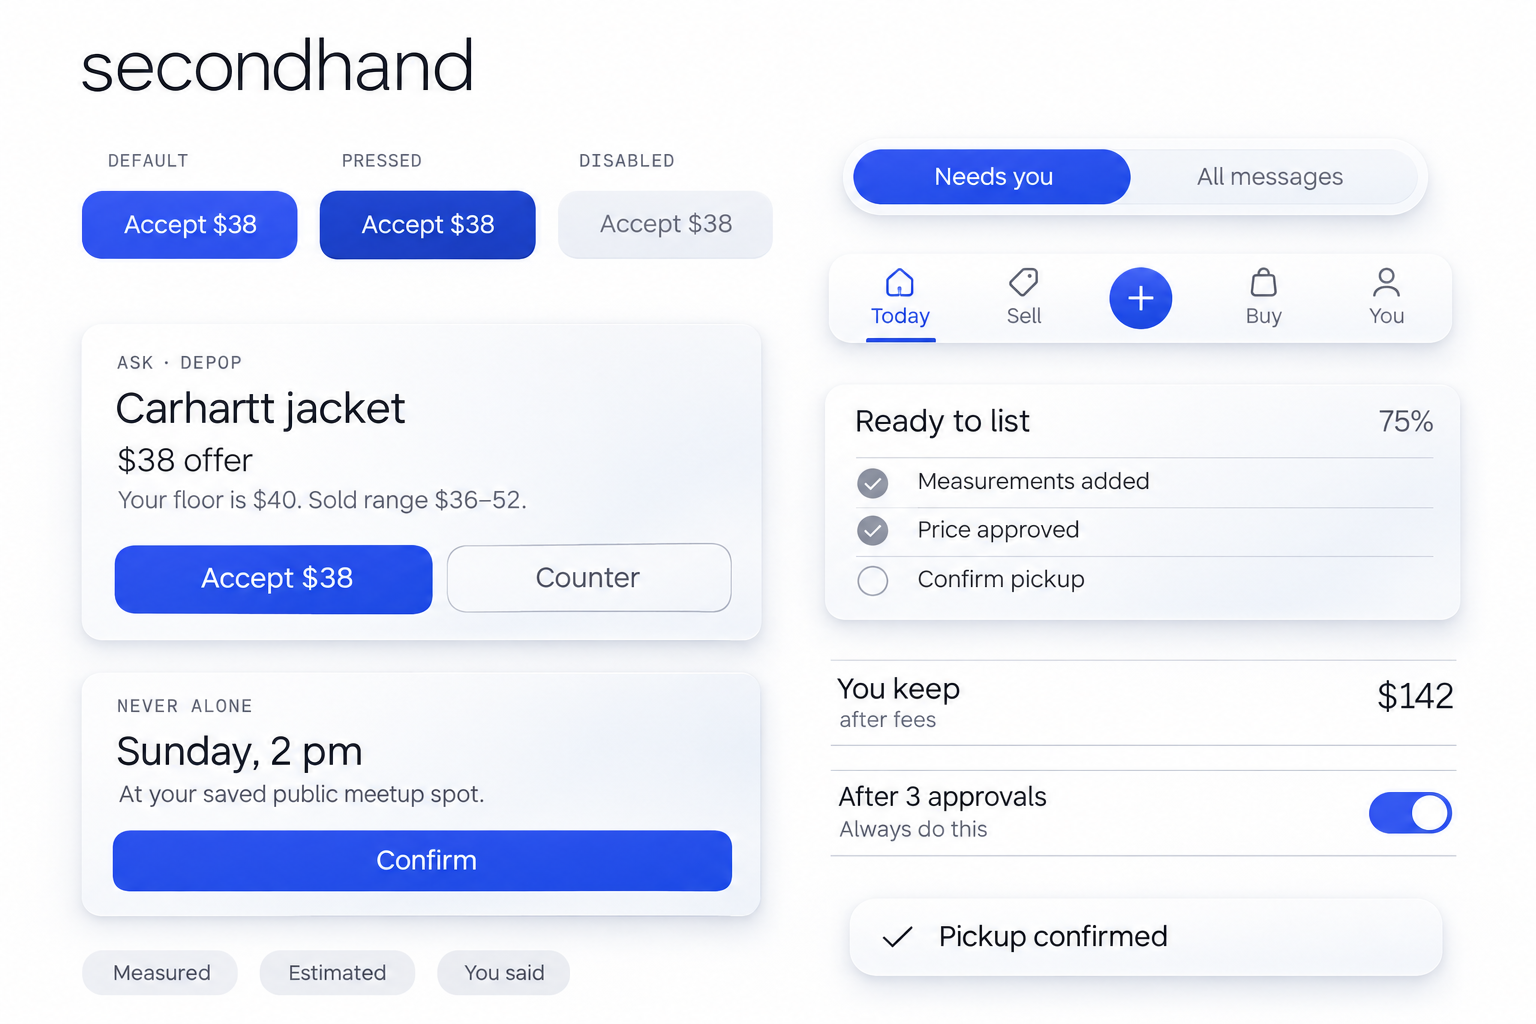 secondhand
DEFAULT
PRESSED
DISABLED
Accept $38
Accept $38
Accept $38
ASK · DEPOP
Carhartt jacket
$38 offer
Your floor is $40. Sold range $36–52.
Accept $38
Counter
NEVER ALONE
Sunday, 2 pm
At your saved public meetup spot.
Confirm
Measured
Estimated
You said
Needs you
All messages
Today
Sell
Buy
You
Ready to list
75%
Measurements added
Price approved
Confirm pickup
You keep
$142
after fees
After 3 approvals
Always do this
Pickup confirmed